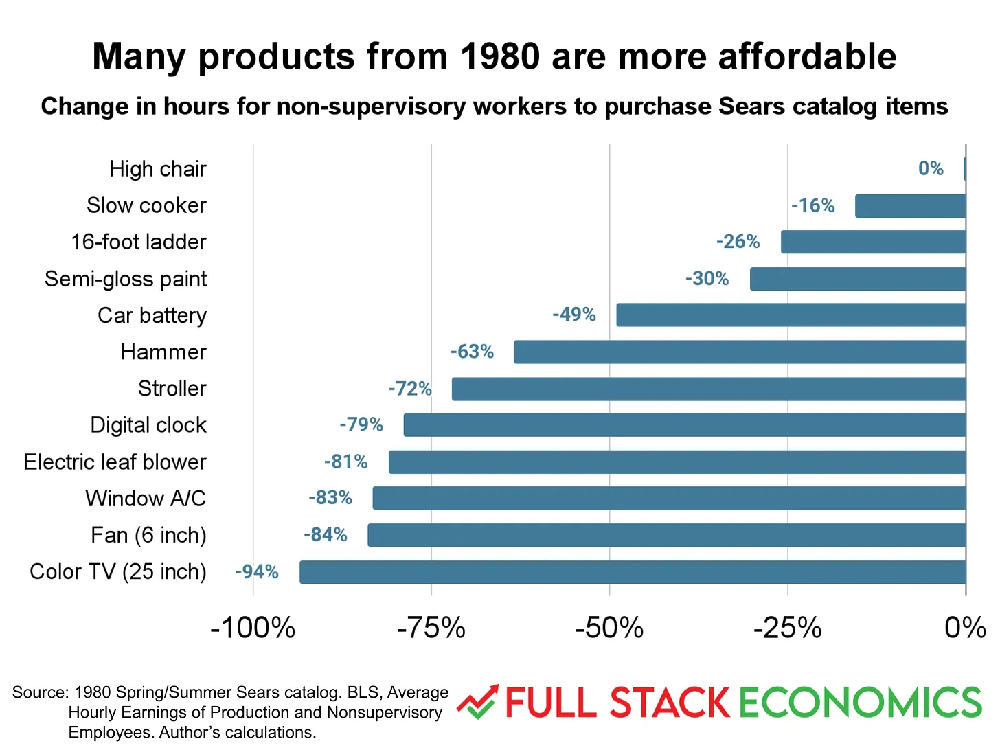 Many products from 1980 are more affordable
Change in hours for non-supervisory workers to purchase Sears catalog items
High chair 0%
Slow cooker -16%
16-foot ladder -26%
Semi-gloss paint -30%
Car battery -49%
Hammer -63%
Stroller -72%
Digital clock -79%
Electric leaf blower -81%
Window A/C -83%
Fan (6 inch) -84%
Color TV (25 inch) -94%
-100% -75% -50% -25% 0%
Source: 1980 Spring/Summer Sears catalog. BLS, Average
Hourly Earnings of Production and Nonsupervisory
Employees. Author’s calculations.
FULL STACK ECONOMICS